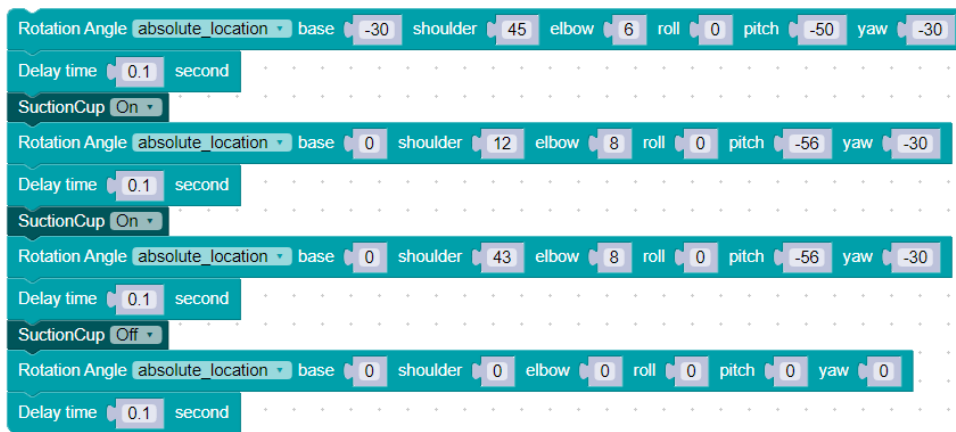 Rotation Angle absolute_location base -30 shoulder 45 elbow 6 roll 0 pitch -50 yaw -30
Delay time 0.1 second
SuctionCup On
Rotation Angle absolute_location base 0 shoulder 12 elbow 8 roll 0 pitch -56 yaw -30
Delay time 0.1 second
SuctionCup On
Rotation Angle absolute_location base 0 shoulder 43 elbow 8 roll 0 pitch -56 yaw -30
Delay time 0.1 second
SuctionCup Off
Rotation Angle absolute_location base 0 shoulder 0 elbow 0 roll 0 pitch 0 yaw 0
Delay time 0.1 second